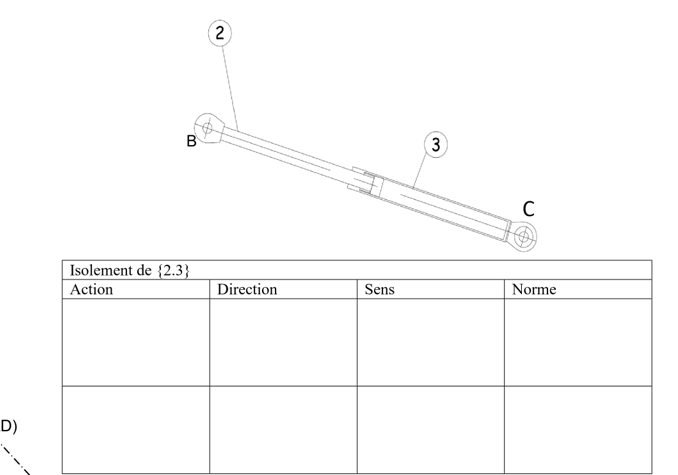 2
B
3
C
Isolement de {2.3}
Action Direction Sens Norme
D)